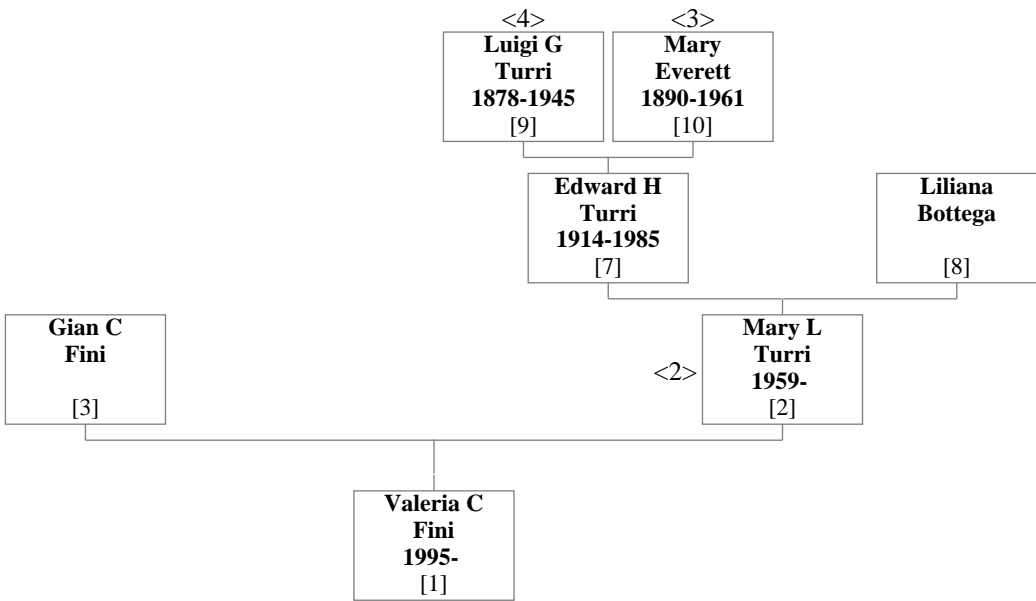 <4>
Luigi G
Turri
1878-1945
[9]
<3>
Mary
Everett
1890-1961
[10]
Edward H
Turri
1914-1985
[7]
Liliana
Bottega
[8]
Gian C
Fini
[3]
<2>
Mary L
Turri
1959-
[2]
Valeria C
Fini
1995-
[1]